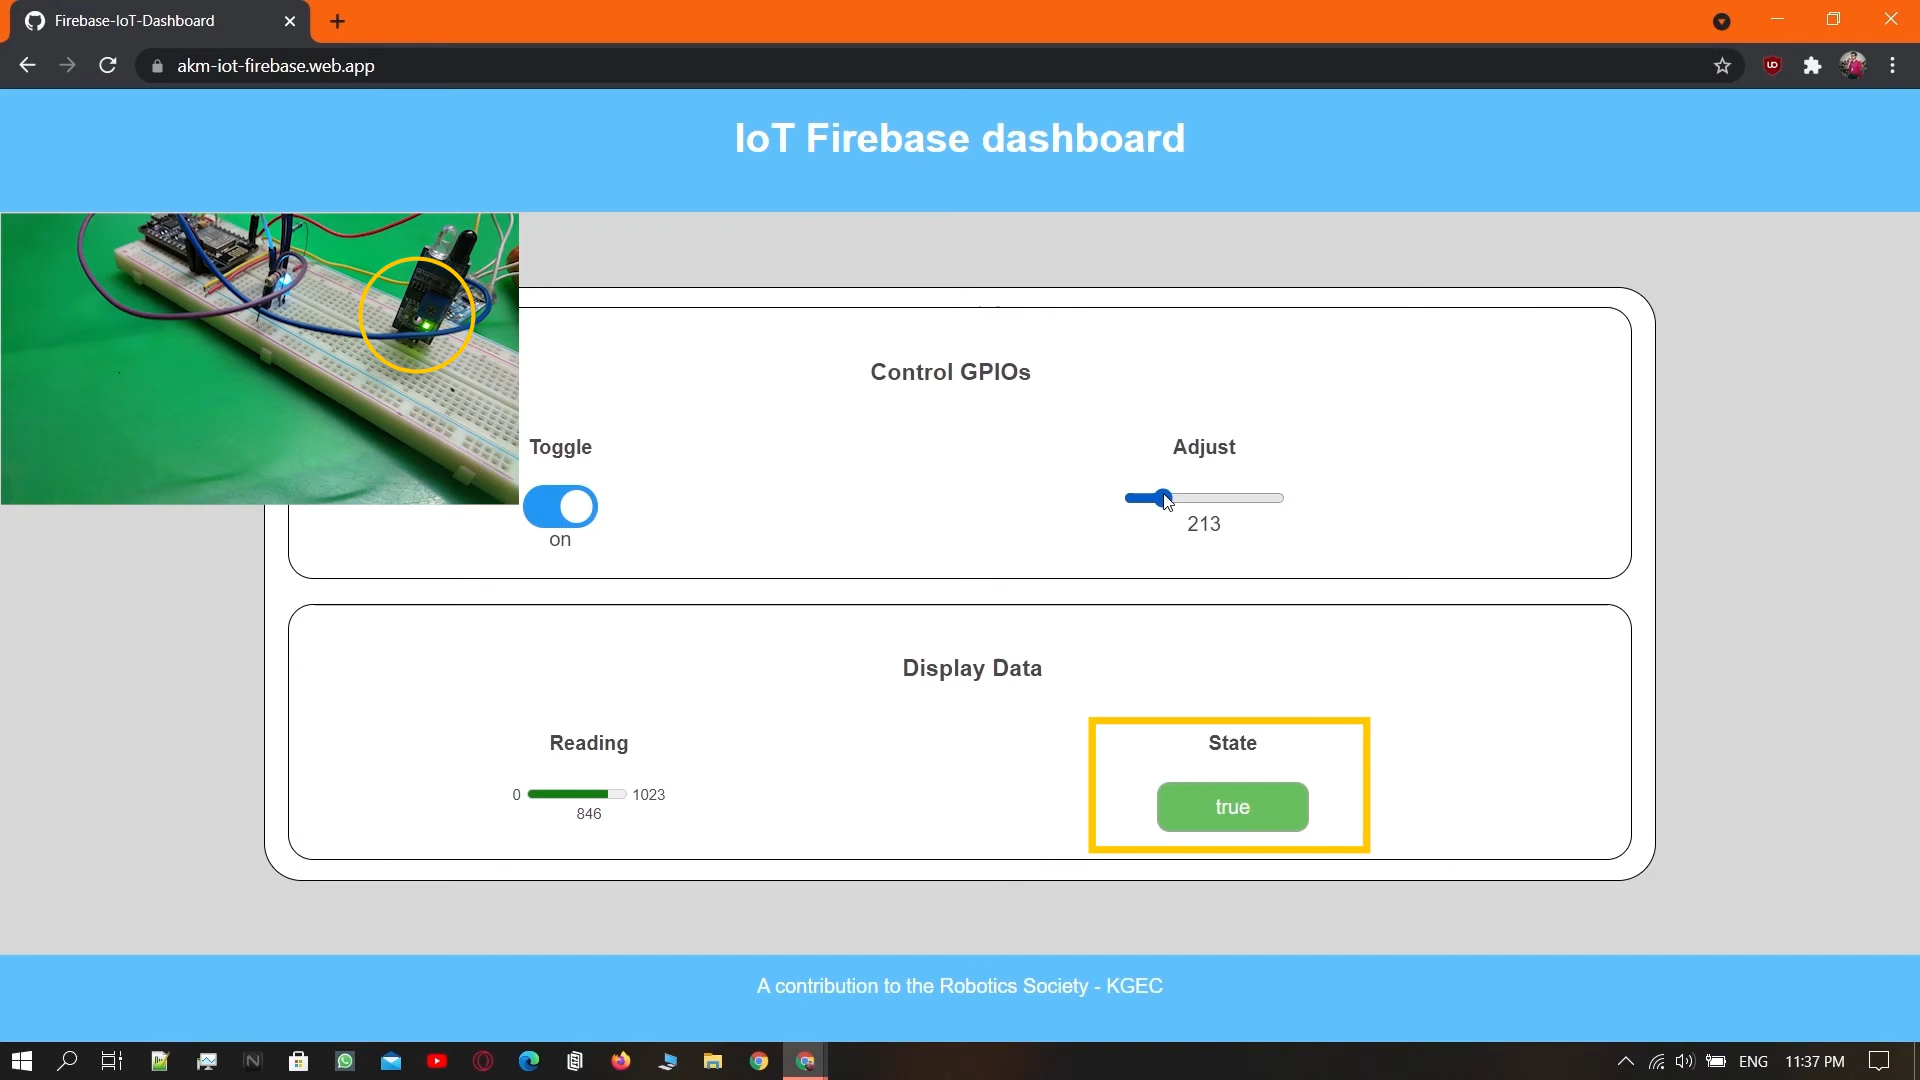 Firebase-IoT-Dashboard
akm-iot-firebase.web.app
IoT Firebase dashboard
Control GPIOs
Toggle
Adjust
on
213
Display Data
Reading
State
0
1023
846
true
A contribution to the Robotics Society - KGEC
ENG
11:37 PM